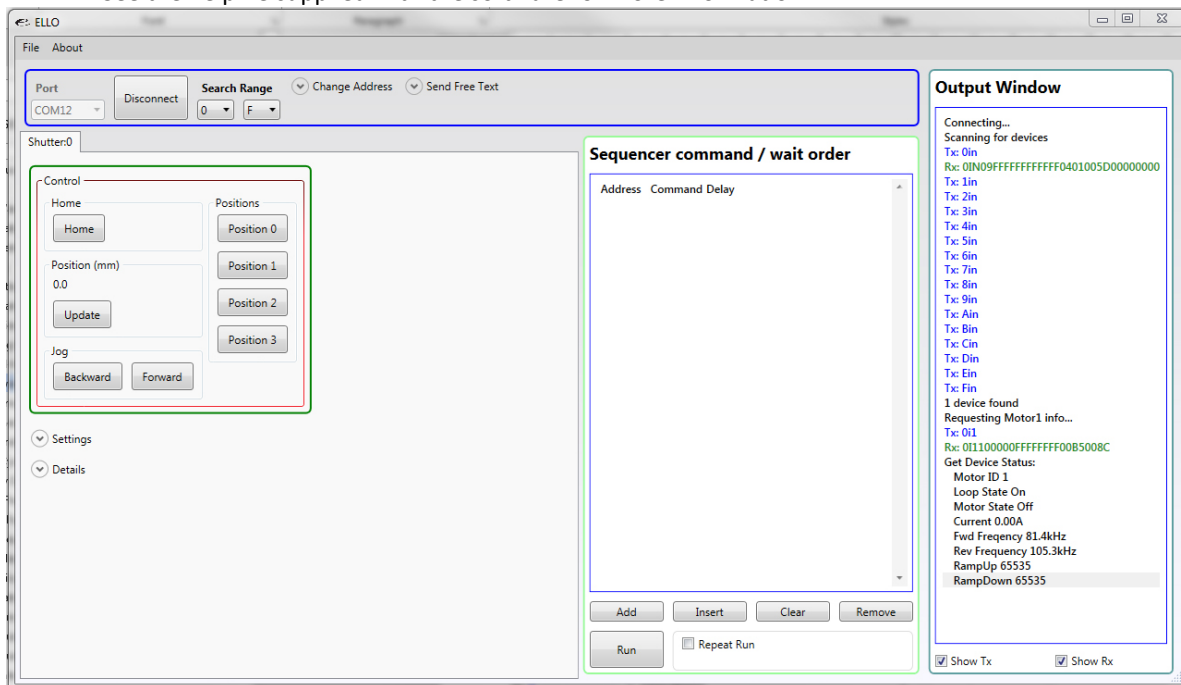 ELLO
File About
Port
COM12
Disconnect
Search Range
0 F
Change Address
Send Free Text
Shutter:0
Control
Home
Home
Position (mm)
0.0
Update
Jog
Backward Forward
Positions
Position 0
Position 1
Position 2
Position 3
Settings
Details
Sequencer command / wait order
Address Command Delay
Add Insert Clear Remove
Run
Repeat Run
Output Window
Connecting...
Scanning for devices
Tx: 0in
Rx: 0IN09FFFFFFFFFFFF0401005D00000000
Tx: 1in
Tx: 2in
Tx: 3in
Tx: 4in
Tx: 5in
Tx: 6in
Tx: 7in
Tx: 8in
Tx: 9in
Tx: Ain
Tx: Bin
Tx: Cin
Tx: Din
Tx: Ein
Tx: Fin
1 device found
Requesting Motor1 info...
Tx: 0i1
Rx: 0I1100000FFFFFFFF00B5008C
Get Device Status:
Motor ID 1
Loop State On
Motor State Off
Current 0.00A
Fwd Freqency 81.4kHz
Rev Frequency 105.3kHz
RampUp 65535
RampDown 65535
Show Tx Show Rx